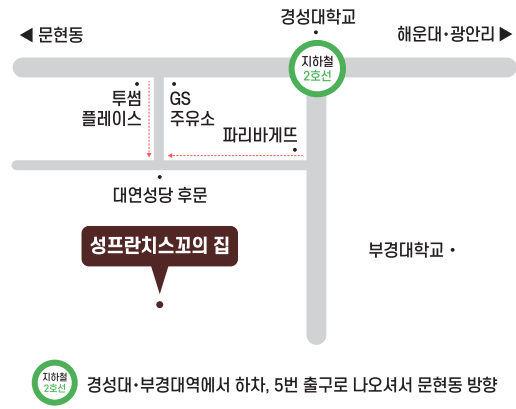 경성대학교
◀ 문현동
해운대·광안리 ▶
지하철
2호선
투썸
플레이스
GS
주유소
파리바게뜨
대연성당 후문
성프란치스꼬의 집
부경대학교
지하철
2호선
경성대·부경대역에서 하차, 5번 출구로 나오셔서 문현동 방향